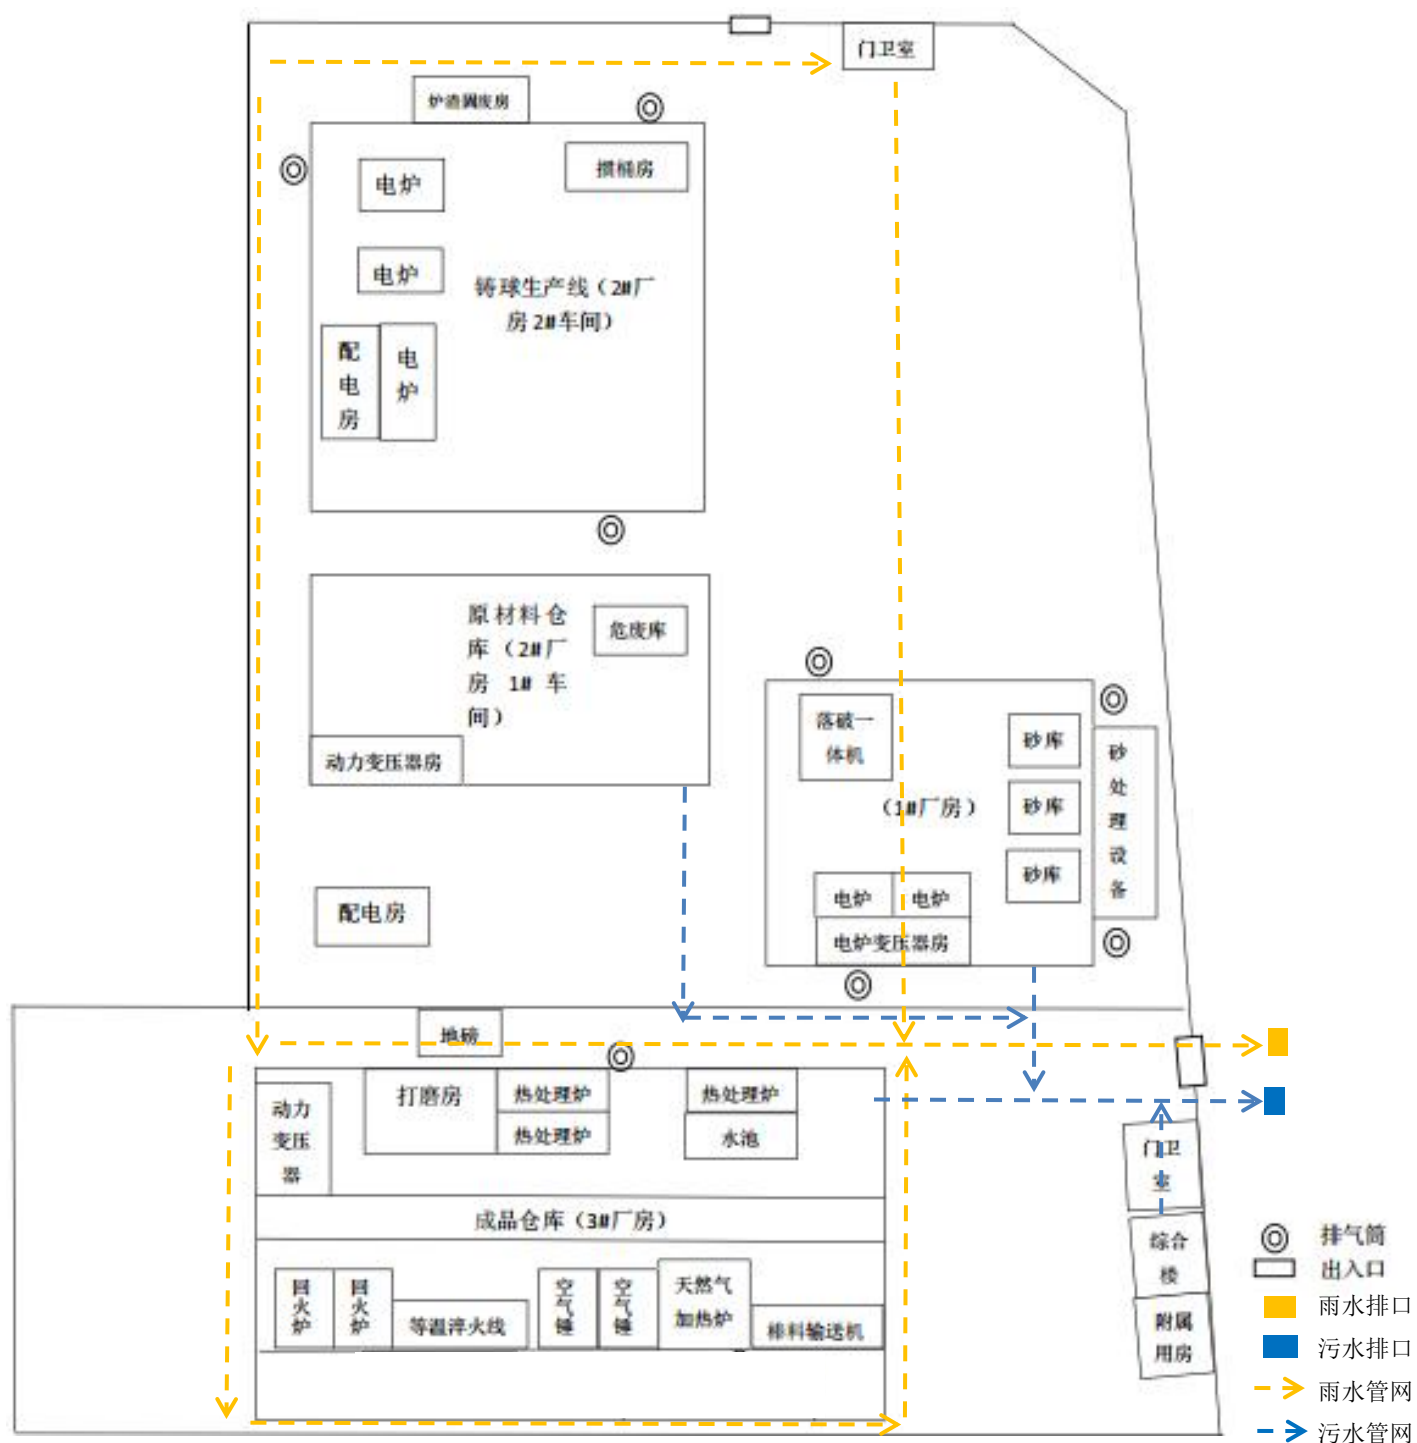 门卫室
炉渣固废房
电炉
掼桶房
电炉
铸球生产线（2#厂
房 2#车间）
配
电
房
电
炉
原材料仓
库（2#厂
房 1# 车
间）
危废库
动力变压器房
落破一
体机
砂库
砂库
砂库
砂
处
理
设
备
（1#厂房）
电炉
电炉
电炉变压器房
配电房
地磅
动力
变压
器
打磨房
热处理炉
热处理炉
热处理炉
水池
成品仓库（3#厂房）
回
火
炉
回
火
炉
等温淬火线
空
气
锤
空
气
锤
天然气
加热炉
棒料输送机
门卫
室
综合
楼
附属
用房
排气筒
出入口
雨水排口
污水排口
雨水管网
污水管网